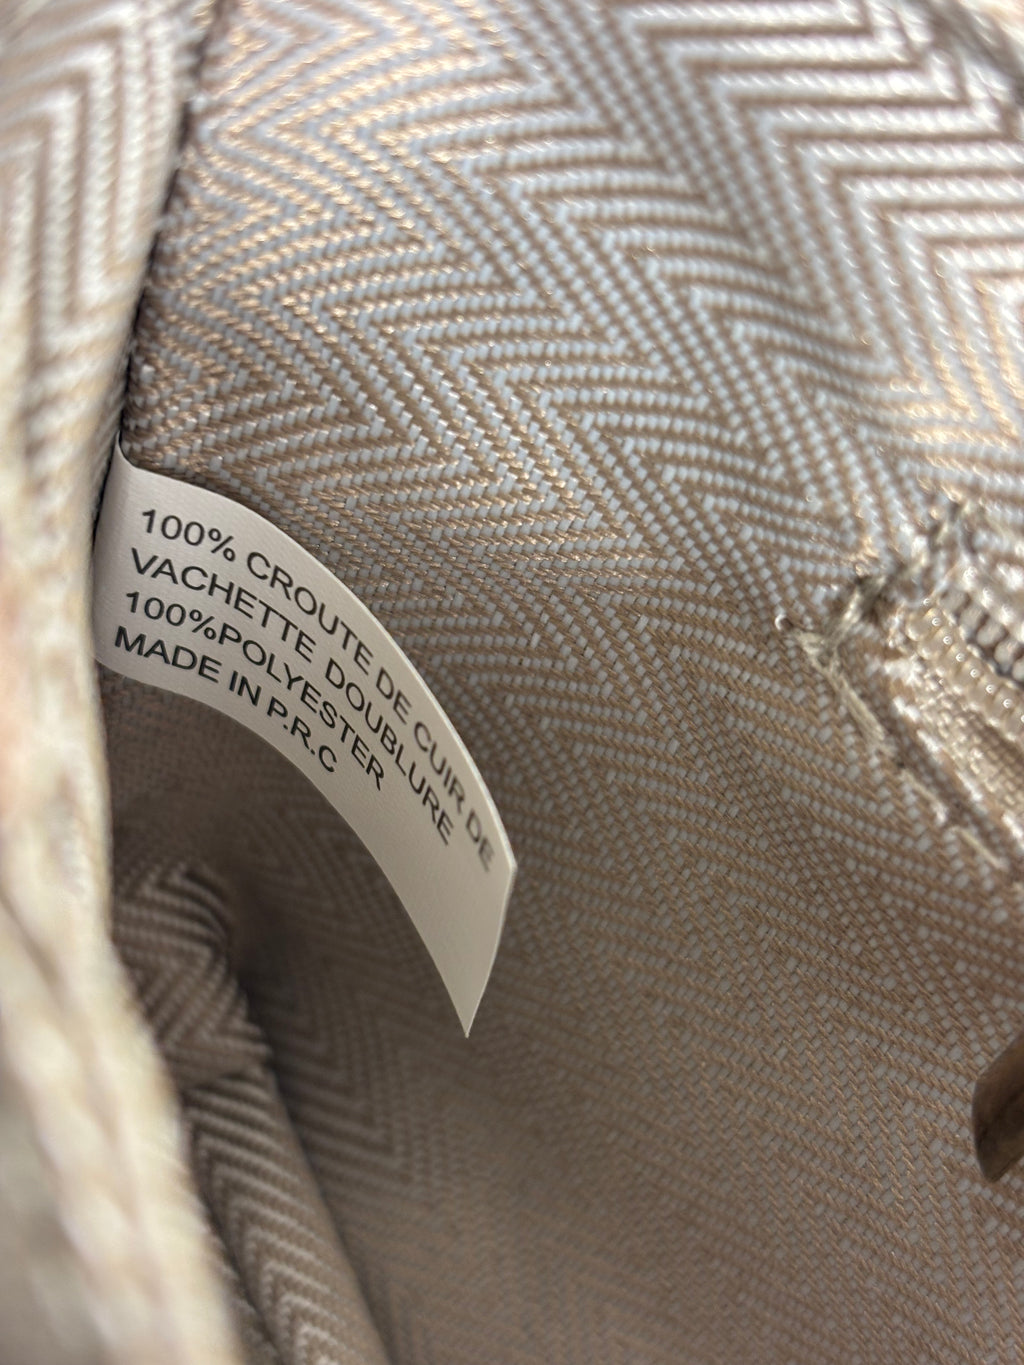 100% CROUTE DE CUIR DE
VACHETTE DOUBLURE
100%POLYESTER
MADE IN P.R.C